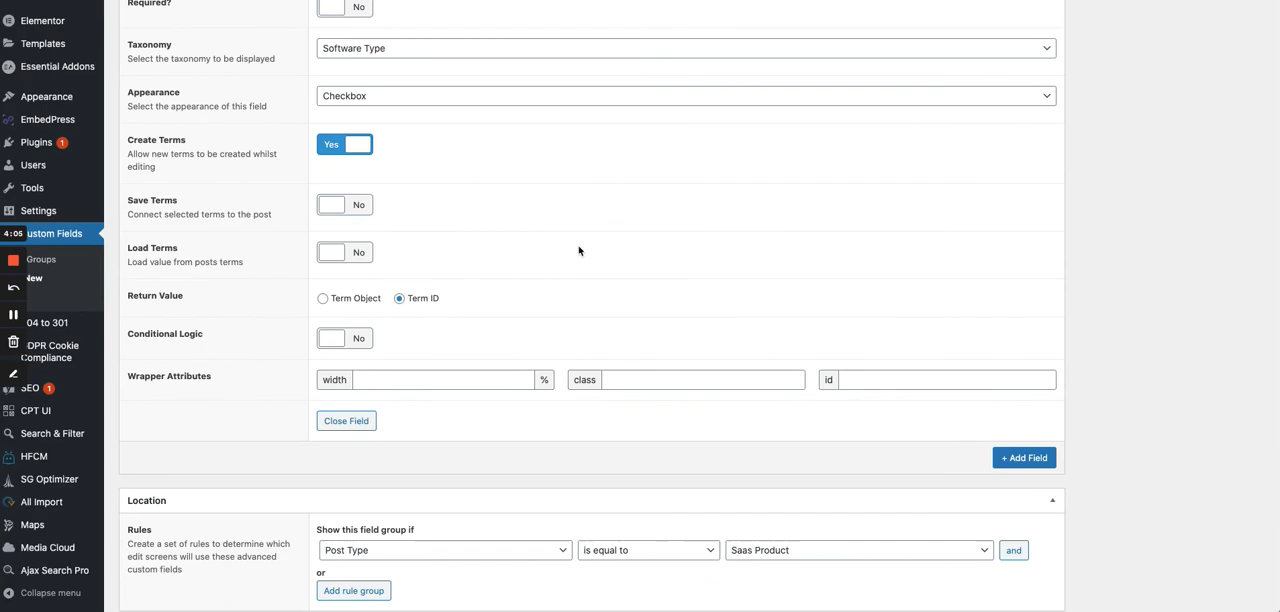 Elementor
Templates
Essential Addons
Appearance
EmbedPress
Plugins 1
Users
Tools
Settings
4:05 ustom Fields
Groups
New
04 to 301
DPR Cookie
Compliance
SEO 1
CPT UI
Search & Filter
HFCM
SG Optimizer
All Import
Maps
Media Cloud
Ajax Search Pro
Collapse menu
Required?
No
Taxonomy
Select the taxonomy to be displayed
Software Type
Appearance
Select the appearance of this field
Checkbox
Create Terms
Allow new terms to be created whilst
editing
Yes
Save Terms
Connect selected terms to the post
No
Load Terms
Load value from posts terms
No
Return Value
Term Object Term ID
Conditional Logic
No
Wrapper Attributes
width % class id
Close Field
+ Add Field
Location
Rules
Create a set of rules to determine which
edit screens will use these advanced
custom fields
Show this field group if
Post Type is equal to Saas Product and
or
Add rule group